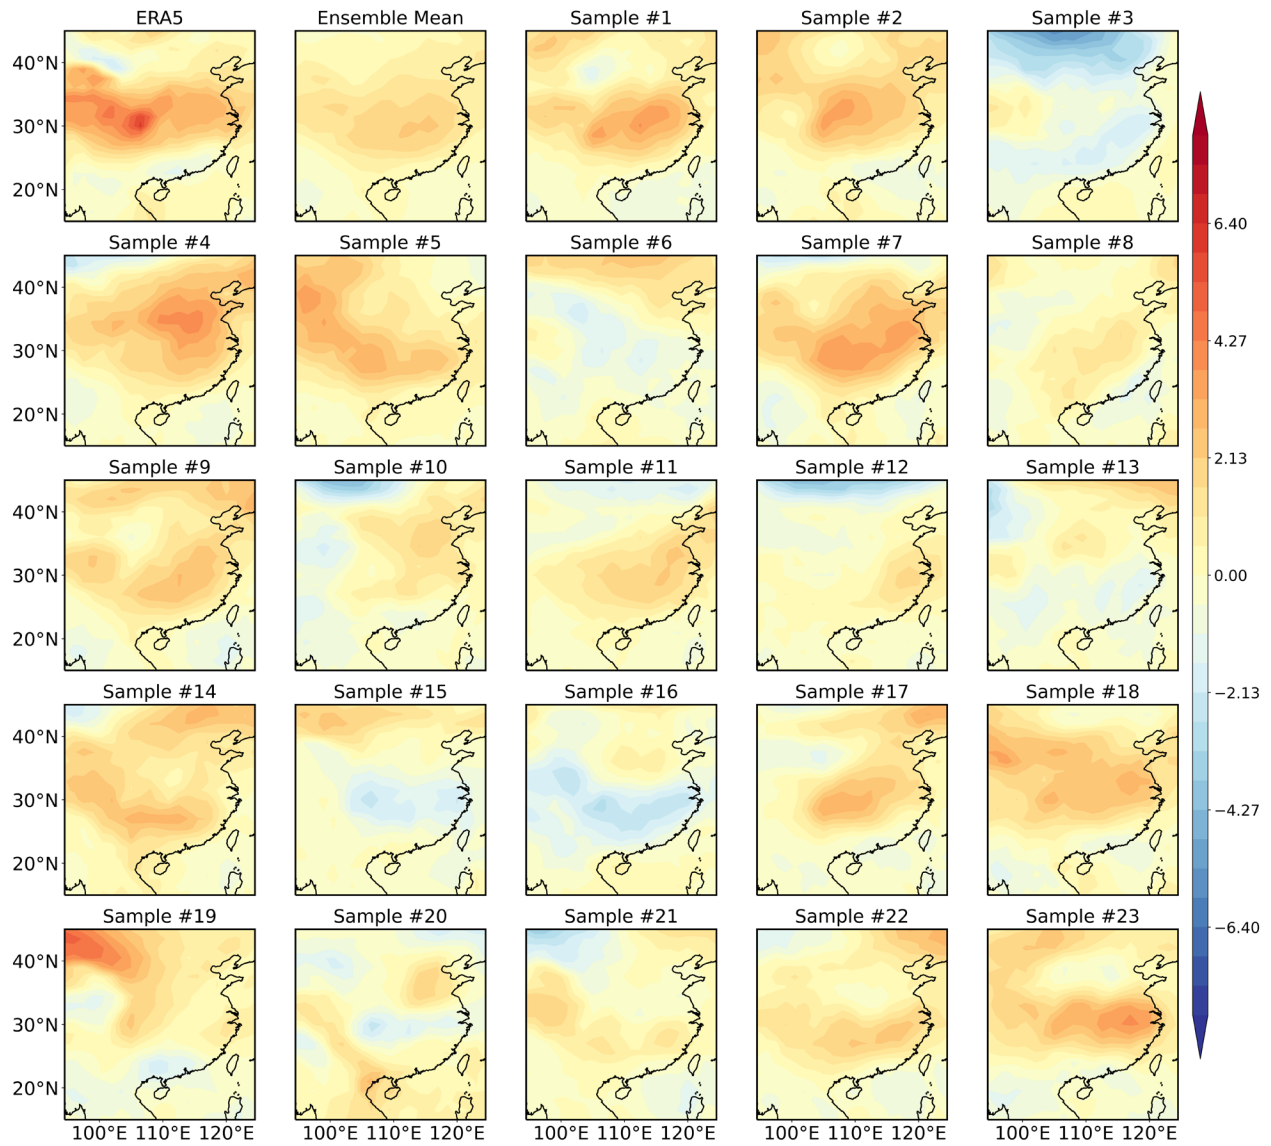 ERA5 Ensemble Mean Sample #1 Sample #2 Sample #3
40°N
30°N
20°N
Sample #4 Sample #5 Sample #6 Sample #7 Sample #8
40°N
30°N
20°N
Sample #9 Sample #10 Sample #11 Sample #12 Sample #13
40°N
30°N
20°N
Sample #14 Sample #15 Sample #16 Sample #17 Sample #18
40°N
30°N
20°N
Sample #19 Sample #20 Sample #21 Sample #22 Sample #23
40°N
30°N
20°N
100°E 110°E 120°E 100°E 110°E 120°E 100°E 110°E 120°E 100°E 110°E 120°E 100°E 110°E 120°E
6.40
4.27
2.13
0.00
−2.13
−4.27
−6.40